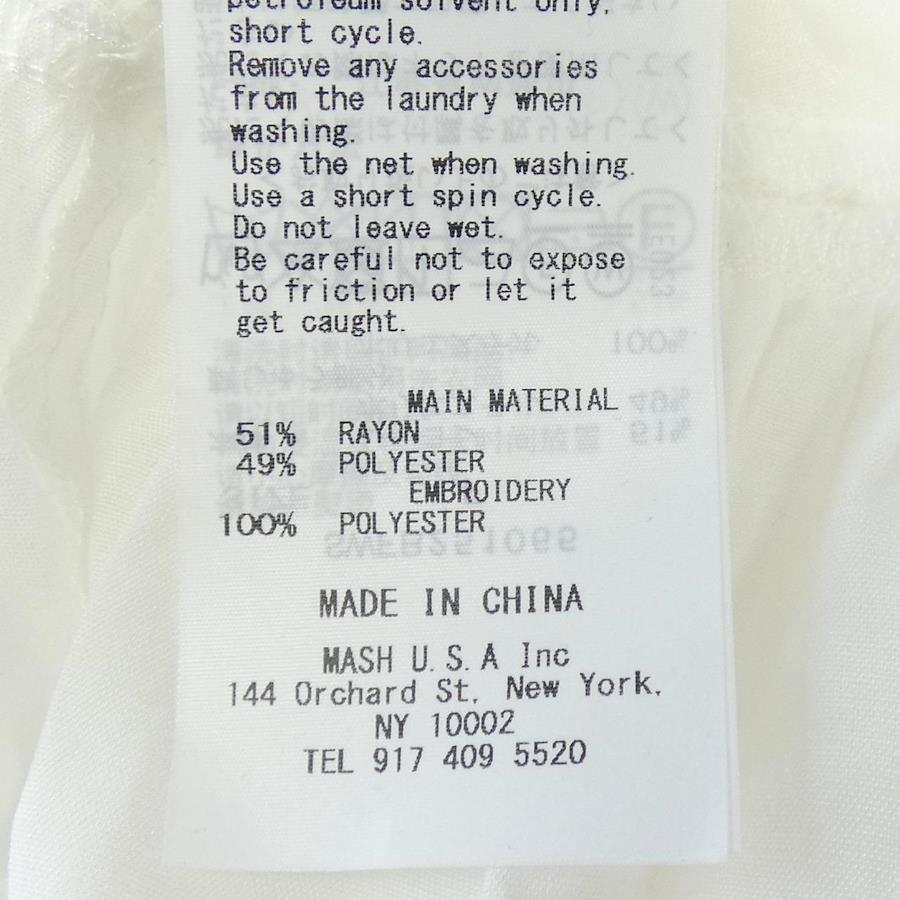 petroleum solvent only,
short cycle.
Remove any accessories
from the laundry when
washing.
Use the net when washing.
Use a short spin cycle.
Do not leave wet.
Be careful not to expose
to friction or let it
get caught.
MAIN MATERIAL
51% RAYON
49% POLYESTER
EMBROIDERY
100% POLYESTER
MADE IN CHINA
MASH U.S.A Inc
144 Orchard St, New York,
NY 10002
TEL 917 409 5520